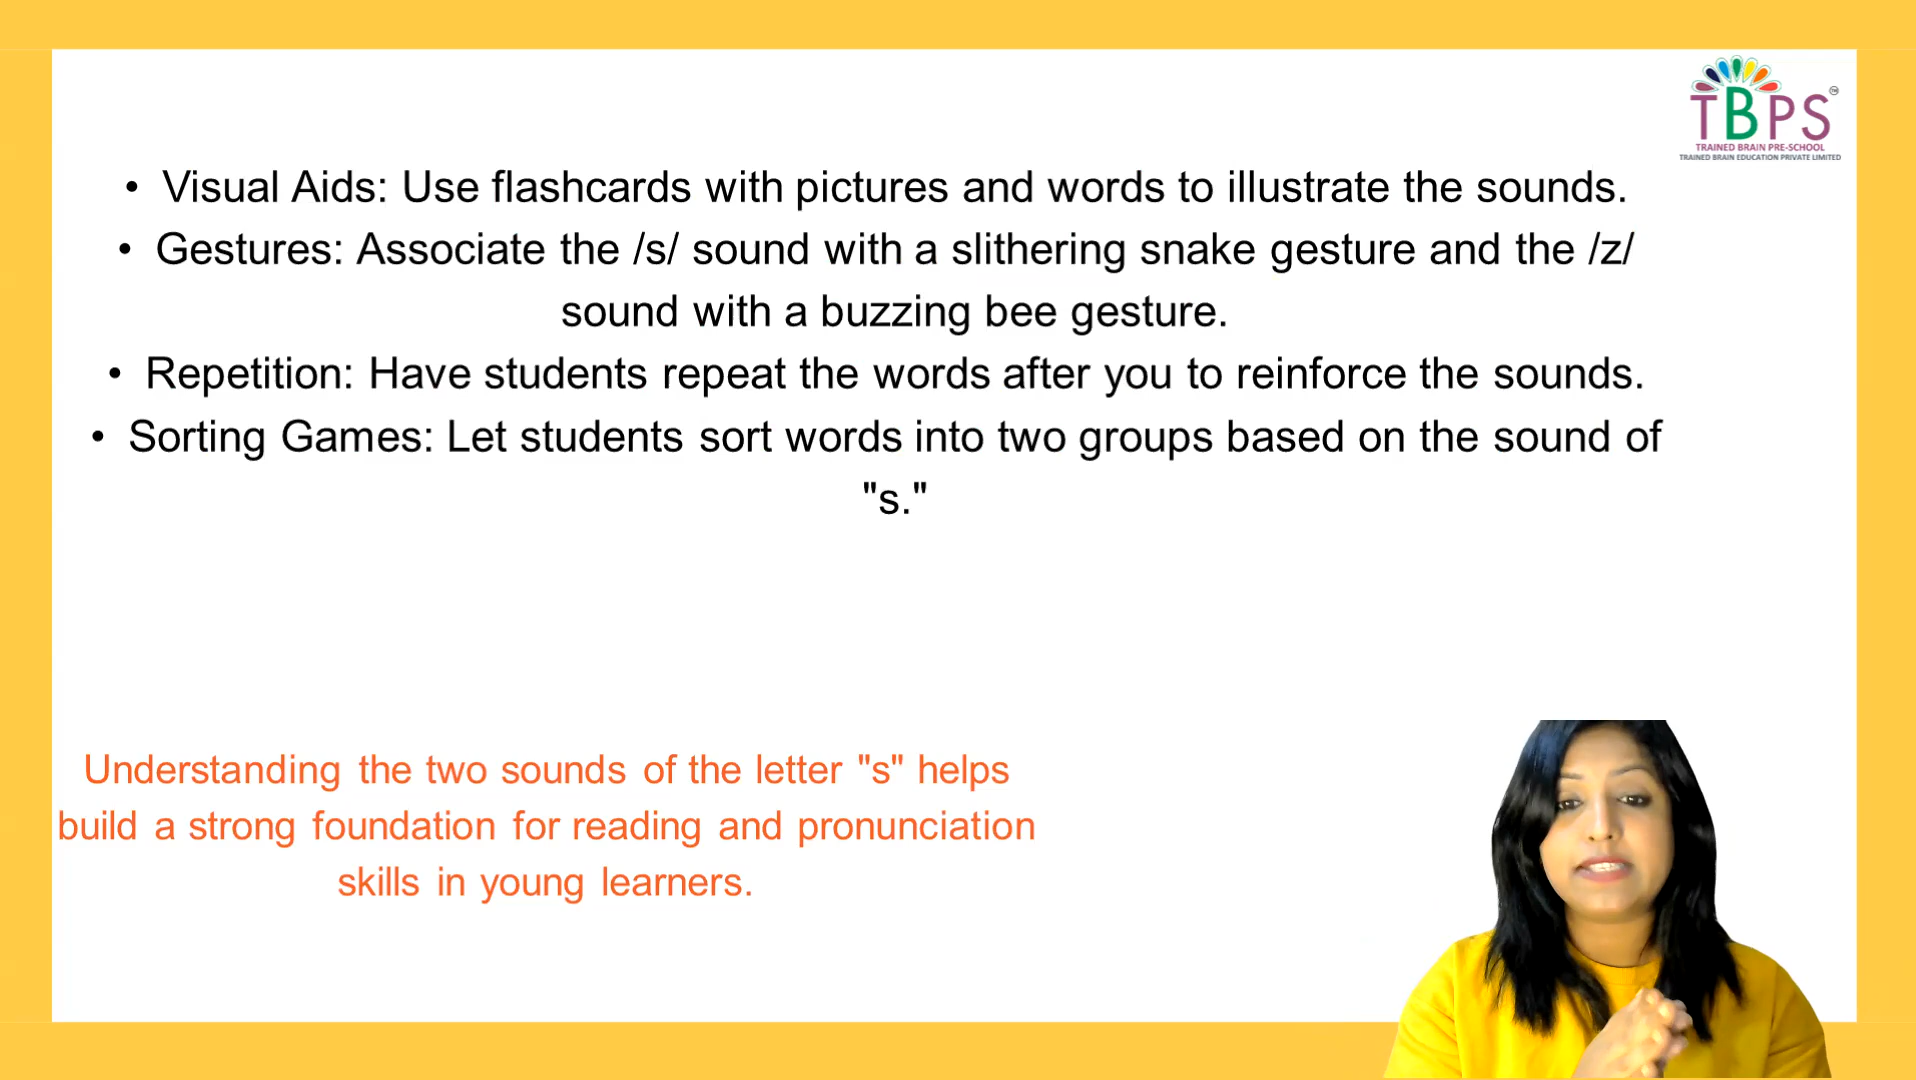 TBPS
TRAINED BRAIN PRE-SCHOOL
TRAINED BRAIN EDUCATION PRIVATE LIMITED
• Visual Aids: Use flashcards with pictures and words to illustrate the sounds.
• Gestures: Associate the /s/ sound with a slithering snake gesture and the /z/
sound with a buzzing bee gesture.
• Repetition: Have students repeat the words after you to reinforce the sounds.
• Sorting Games: Let students sort words into two groups based on the sound of
"s."
Understanding the two sounds of the letter "s" helps
build a strong foundation for reading and pronunciation
skills in young learners.